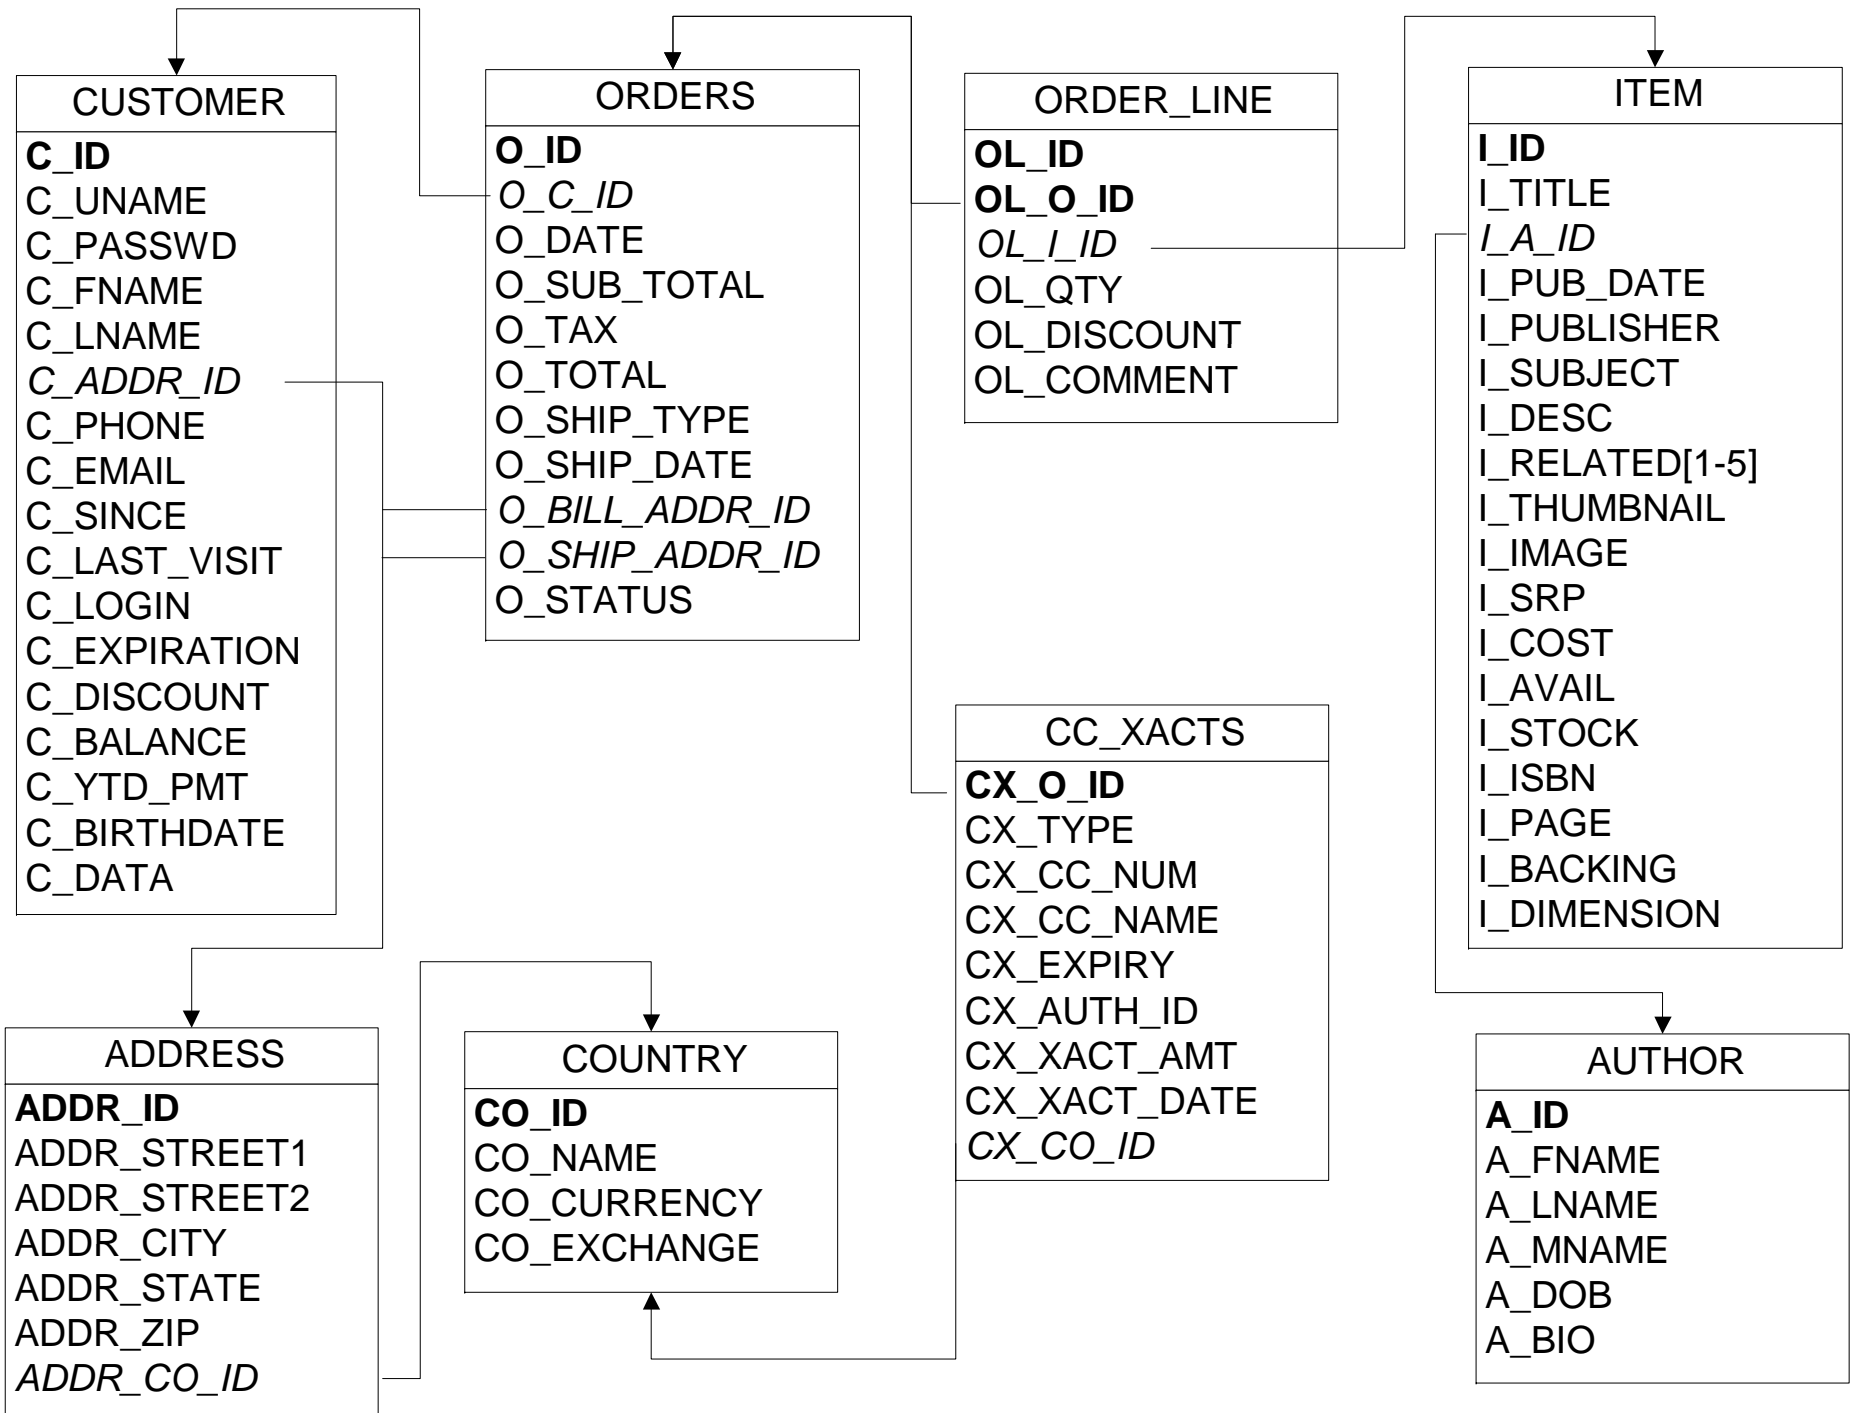 CUSTOMER
C_ID
C_UNAME
C_PASSWD
C_FNAME
C_LNAME
C_ADDR_ID
C_PHONE
C_EMAIL
C_SINCE
C_LAST_VISIT
C_LOGIN
C_EXPIRATION
C_DISCOUNT
C_BALANCE
C_YTD_PMT
C_BIRTHDATE
C_DATA
ORDERS
O_ID
O_C_ID
O_DATE
O_SUB_TOTAL
O_TAX
O_TOTAL
O_SHIP_TYPE
O_SHIP_DATE
O_BILL_ADDR_ID
O_SHIP_ADDR_ID
O_STATUS
ORDER_LINE
OL_ID
OL_O_ID
OL_I_ID
OL_QTY
OL_DISCOUNT
OL_COMMENT
ITEM
I_ID
I_TITLE
I_A_ID
I_PUB_DATE
I_PUBLISHER
I_SUBJECT
I_DESC
I_RELATED[1-5]
I_THUMBNAIL
I_IMAGE
I_SRP
I_COST
I_AVAIL
I_STOCK
I_ISBN
I_PAGE
I_BACKING
I_DIMENSION
CC_XACTS
CX_O_ID
CX_TYPE
CX_CC_NUM
CX_CC_NAME
CX_EXPIRY
CX_AUTH_ID
CX_XACT_AMT
CX_XACT_DATE
CX_CO_ID
ADDRESS
ADDR_ID
ADDR_STREET1
ADDR_STREET2
ADDR_CITY
ADDR_STATE
ADDR_ZIP
ADDR_CO_ID
COUNTRY
CO_ID
CO_NAME
CO_CURRENCY
CO_EXCHANGE
AUTHOR
A_ID
A_FNAME
A_LNAME
A_MNAME
A_DOB
A_BIO